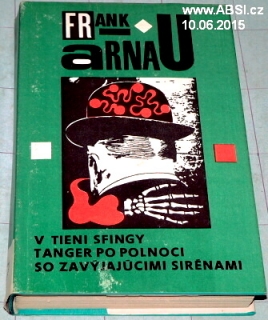 www.ABSI.cz
10.06.2015
FRANK
ARNAU
V TIENI SFINGY
TANGER PO POLNOCI
SO ZAVÝJAJÚCIMI SIRÉNAMI